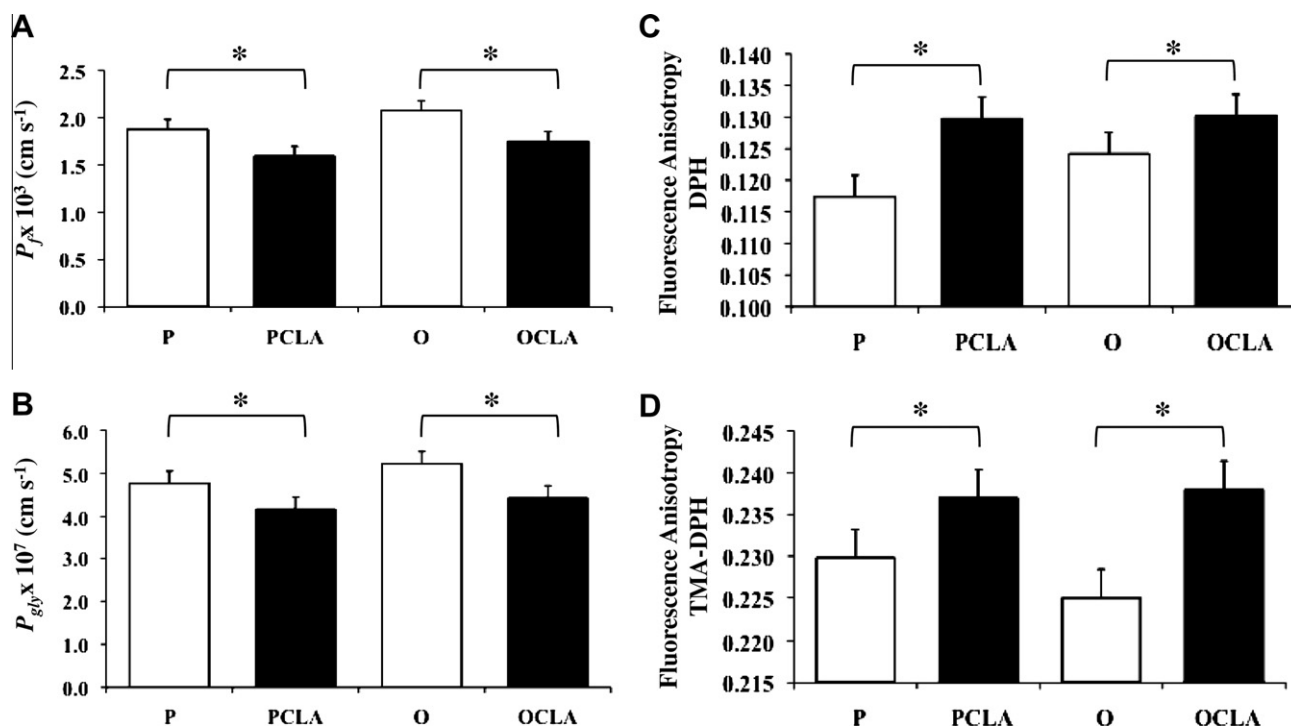 A
*
*
P_f x 10³ (cm s⁻¹)
2.5
2.0
1.5
1.0
0.5
0.0
P PCLA O OCLA
B
*
*
P_gly x 10⁷ (cm s⁻¹)
6.0
5.0
4.0
3.0
2.0
1.0
0.0
P PCLA O OCLA
C
*
*
Fluorescence Anisotropy
DPH
0.140
0.135
0.130
0.125
0.120
0.115
0.110
0.105
0.100
P PCLA O OCLA
D
*
*
Fluorescence Anisotropy
TMA-DPH
0.245
0.240
0.235
0.230
0.225
0.220
0.215
P PCLA O OCLA